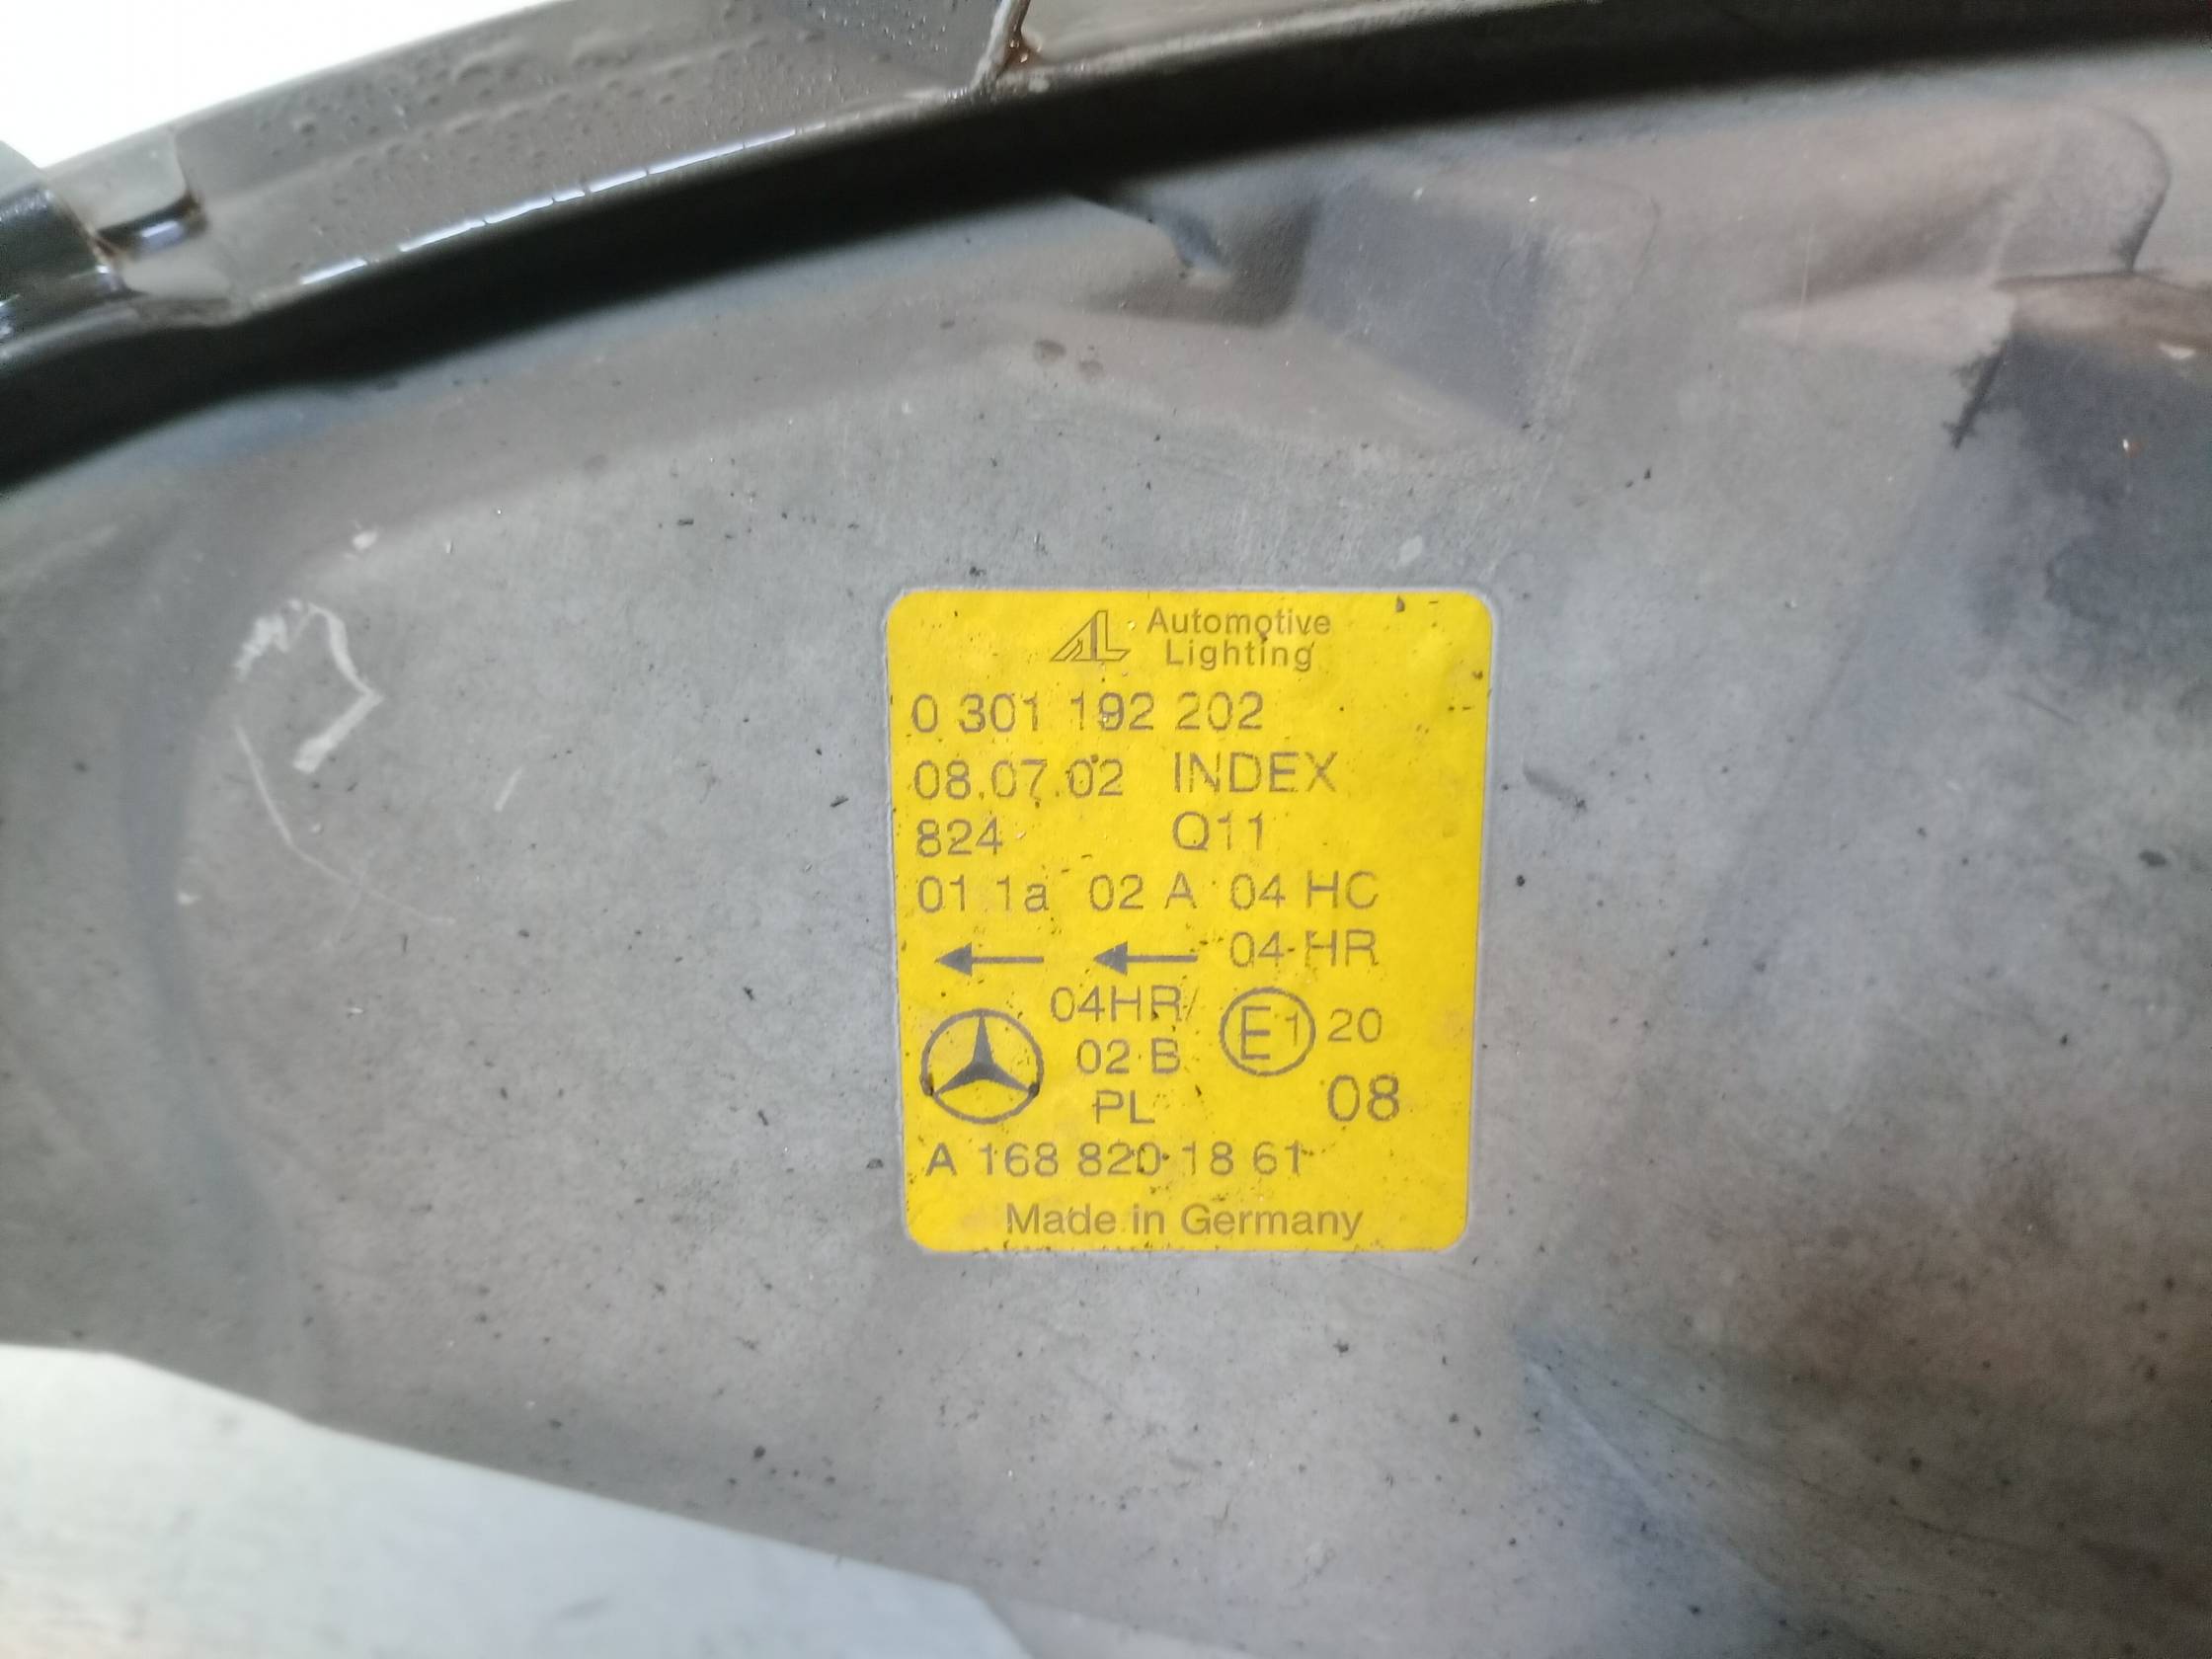 AL Automotive
Lighting
0 301 192 202
08.07.02 INDEX
824 Q11
01 1a 02 A 04 HC
04 HR
04HR/
02 B E1 20
PL 08
A 168 820 18 61
Made in Germany